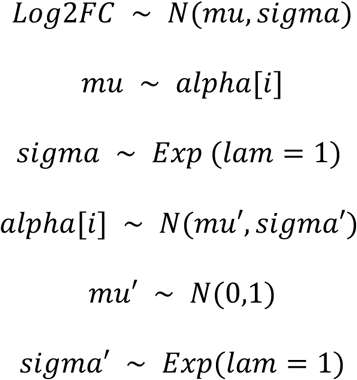 Log2FC ~ N(mu, sigma)
mu ~ alpha[i]
sigma ~ Exp (lam = 1)
alpha[i] ~ N(mu′, sigma′)
mu′ ~ N(0,1)
sigma′ ~ Exp(lam = 1)